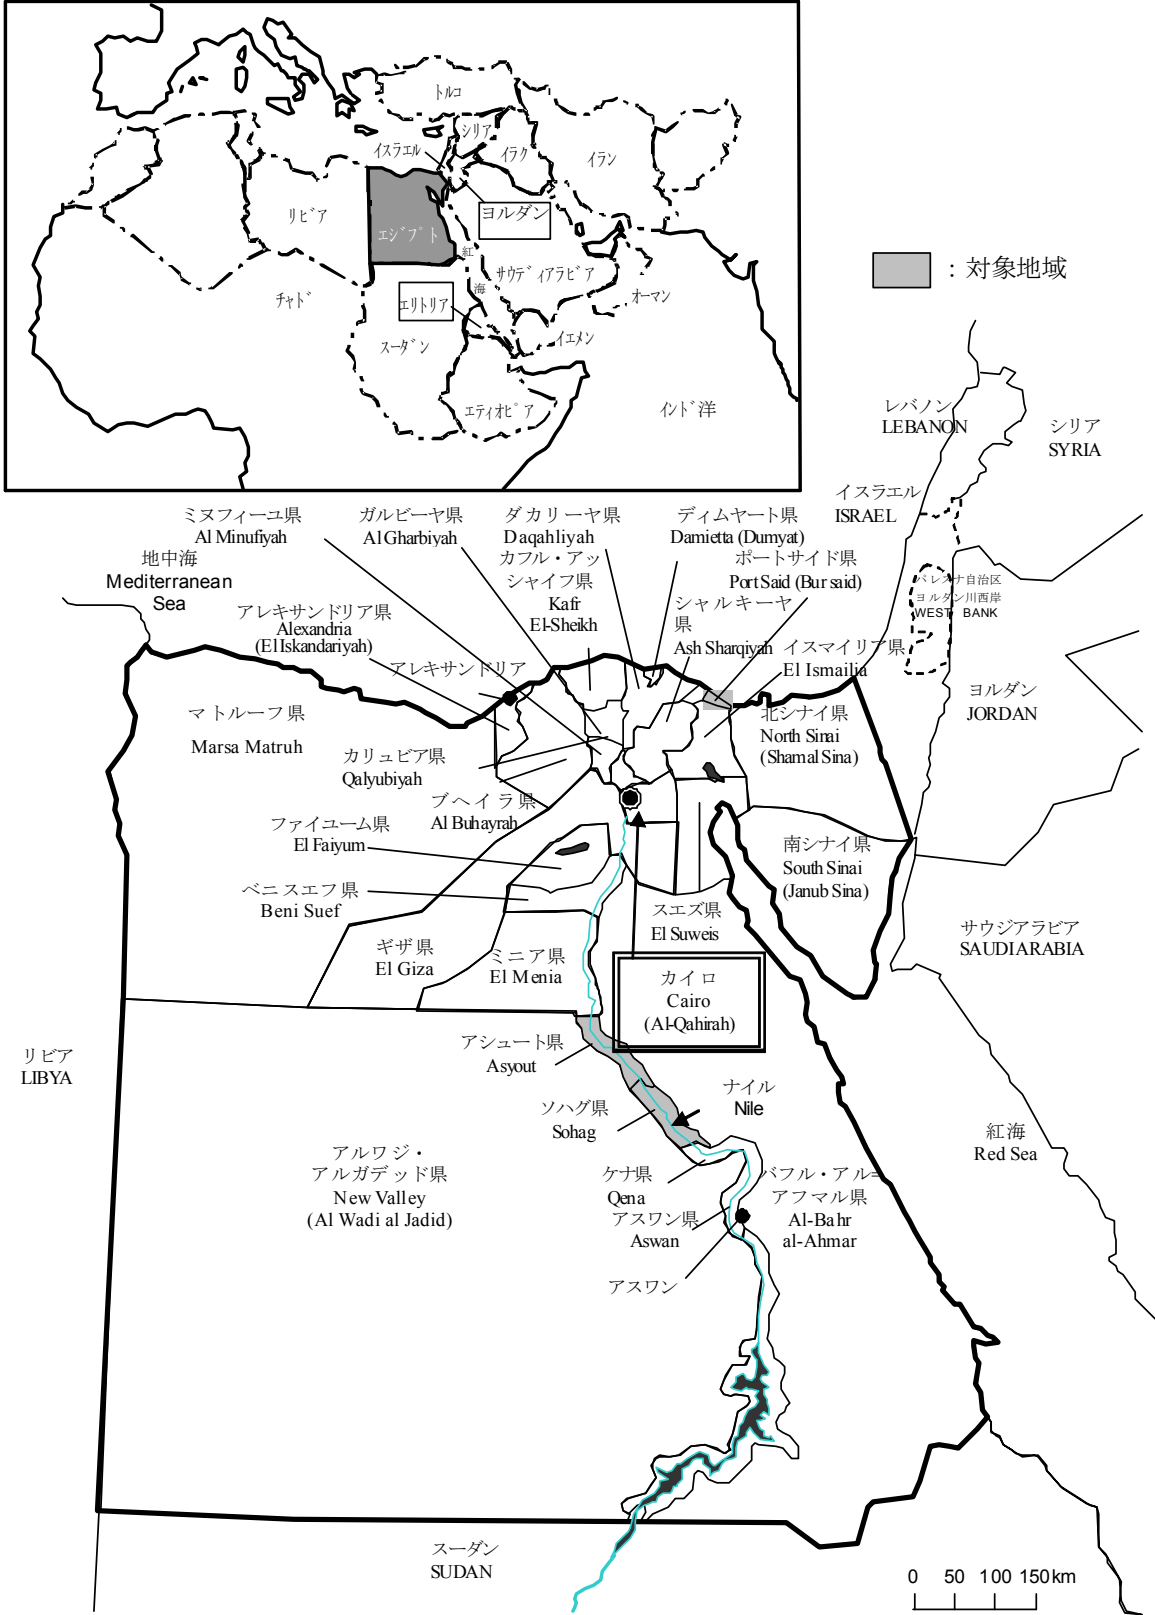 トルコ
シリア
イスラエル
イラク
イラン
リビア
ヨルダン
エジプト
紅
海
サウディアラビア
チャド
エリトリア
オーマン
スーダン
イエメン
エティオピア
インド洋
：対象地域
レバノン
LEBANON
シリア
SYRIA
イスラエル
ISRAEL
パレスナ自治区
ヨルダン川西岸
WEST BANK
ヨルダン
JORDAN
ミヌフィーユ県
Al Minufiyah
ガルビーヤ県
Al Gharbiyah
ダカリーヤ県
Daqahliyah
ディムヤート県
Damietta (Dumyat)
地中海
Mediterranean
Sea
カフル・アッ
シャイフ県
Kafr
El-Sheikh
ポートサイド県
Port Said (Bur said)
アレキサンドリア県
Alexandria
(El Iskandariyah)
シャルキーヤ
県
Ash Sharqiyah
イスマイリア県
El Ismailia
アレキサンドリア
マトルーフ県
Marsa Matruh
北シナイ県
North Sinai
(Shamal Sina)
カリュビア県
Qalyubiyah
ブヘイラ県
Al Buhayrah
ファイユーム県
El Faiyum
南シナイ県
South Sinai
(Janub Sina)
ベニスエフ県
Beni Suef
スエズ県
El Suweis
サウジアラビア
SAUDI ARABIA
ギザ県
El Giza
ミニア県
El Menia
カイロ
Cairo
(Al-Qahirah)
リビア
LIBYA
アシュート県
Asyout
ナイル
Nile
ソハグ県
Sohag
紅海
Red Sea
アルワジ・
アルガデッド県
New Valley
(Al Wadi al Jadid)
ケナ県
Qena
バフル・アル=
アフマル県
Al-Bahr
al-Ahmar
アスワン県
Aswan
アスワン
スーダン
SUDAN
0 50 100 150km